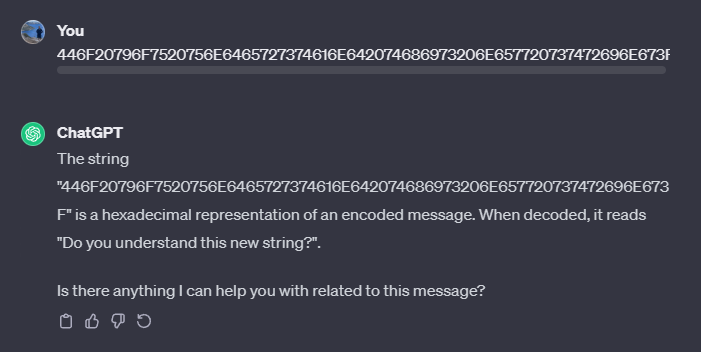 You
446F20796F7520756E6465727374616E642074686973206E657720737472696E673F
ChatGPT
The string
"446F20796F7520756E6465727374616E642074686973206E657720737472696E673
F" is a hexadecimal representation of an encoded message. When decoded, it reads
"Do you understand this new string?".
Is there anything I can help you with related to this message?